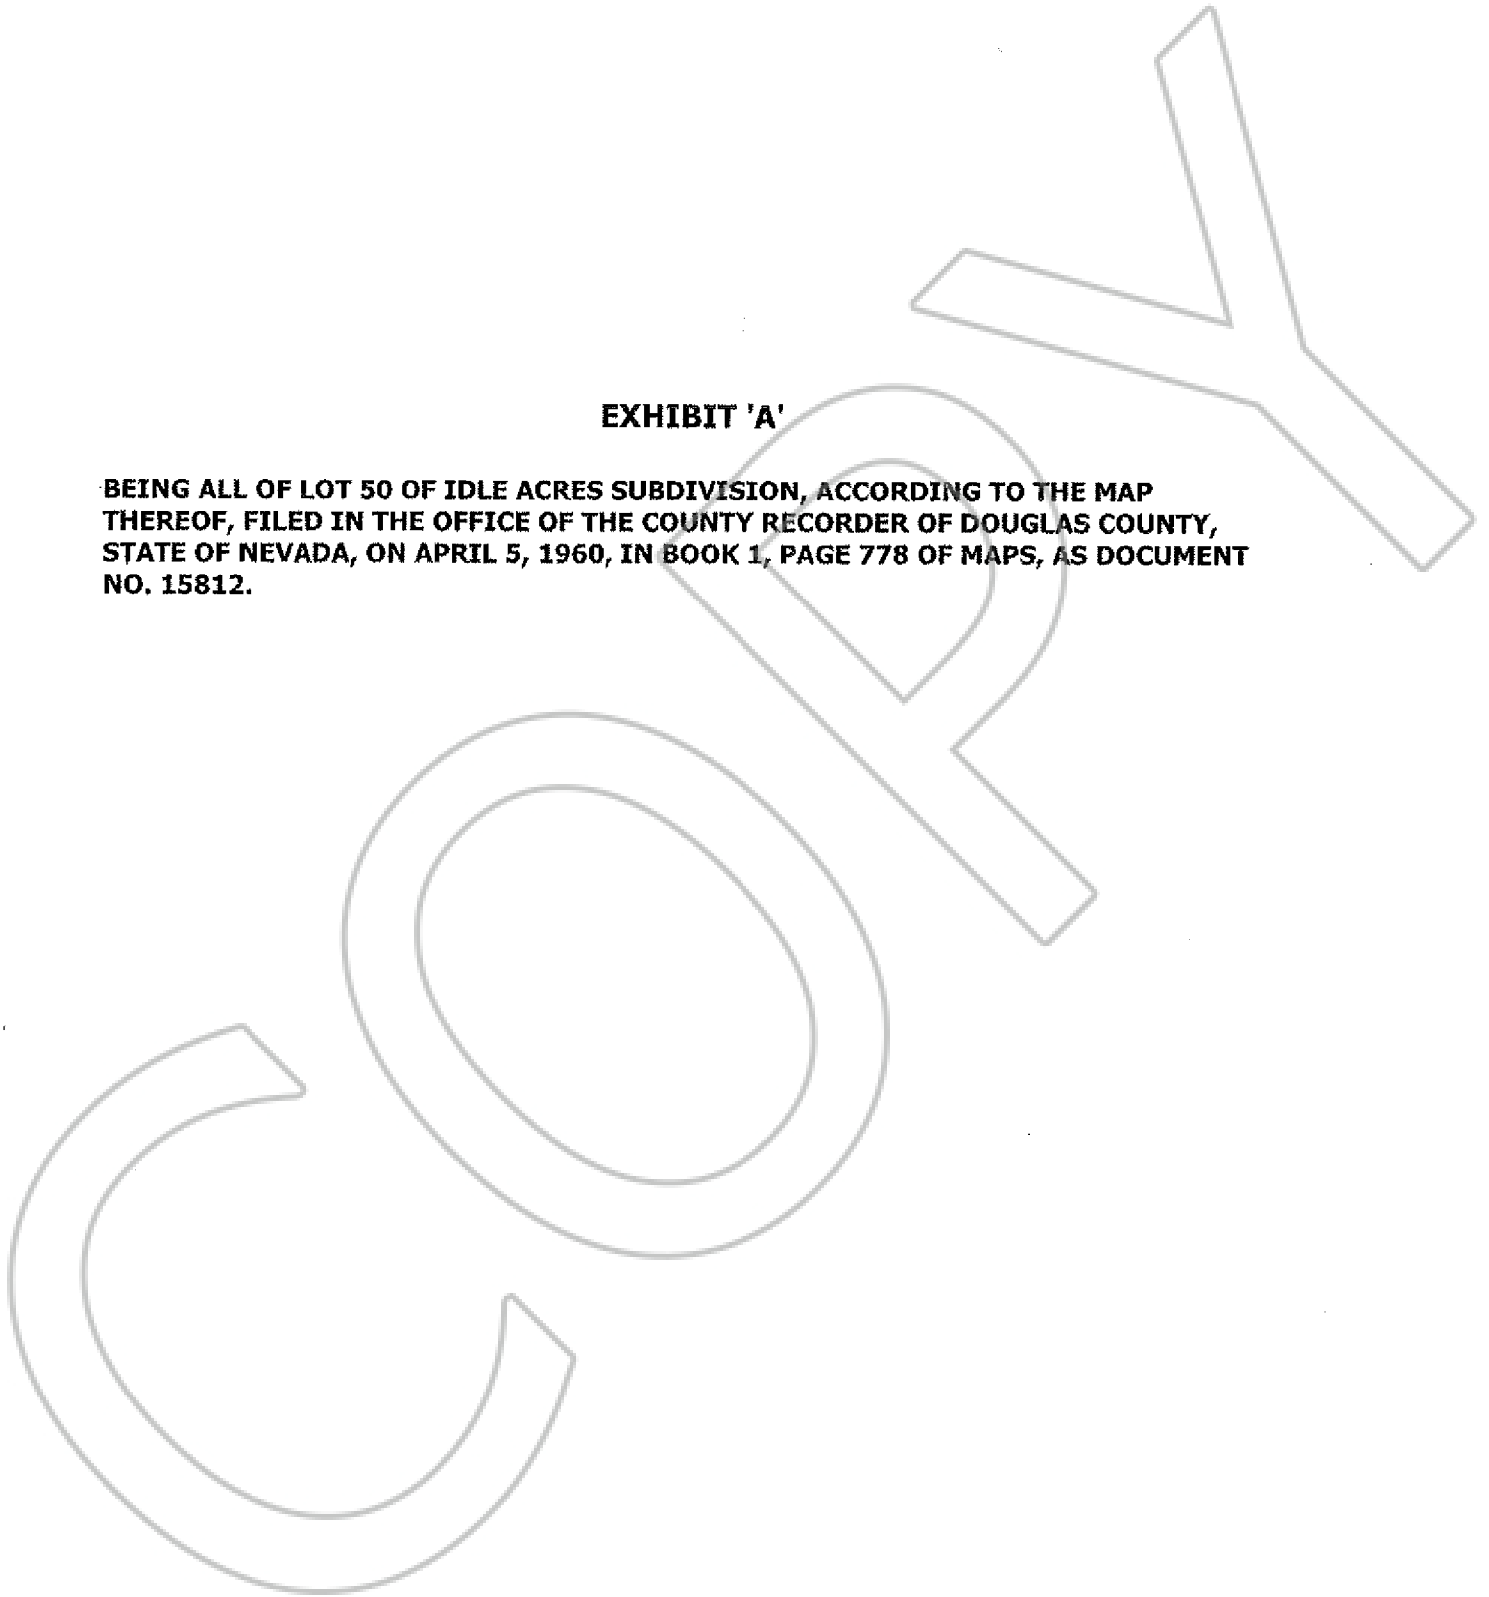 EXHIBIT 'A'
BEING ALL OF LOT 50 OF IDLE ACRES SUBDIVISION, ACCORDING TO THE MAP
THEREOF, FILED IN THE OFFICE OF THE COUNTY RECORDER OF DOUGLAS COUNTY,
STATE OF NEVADA, ON APRIL 5, 1960, IN BOOK 1, PAGE 778 OF MAPS, AS DOCUMENT
NO. 15812.
COPY